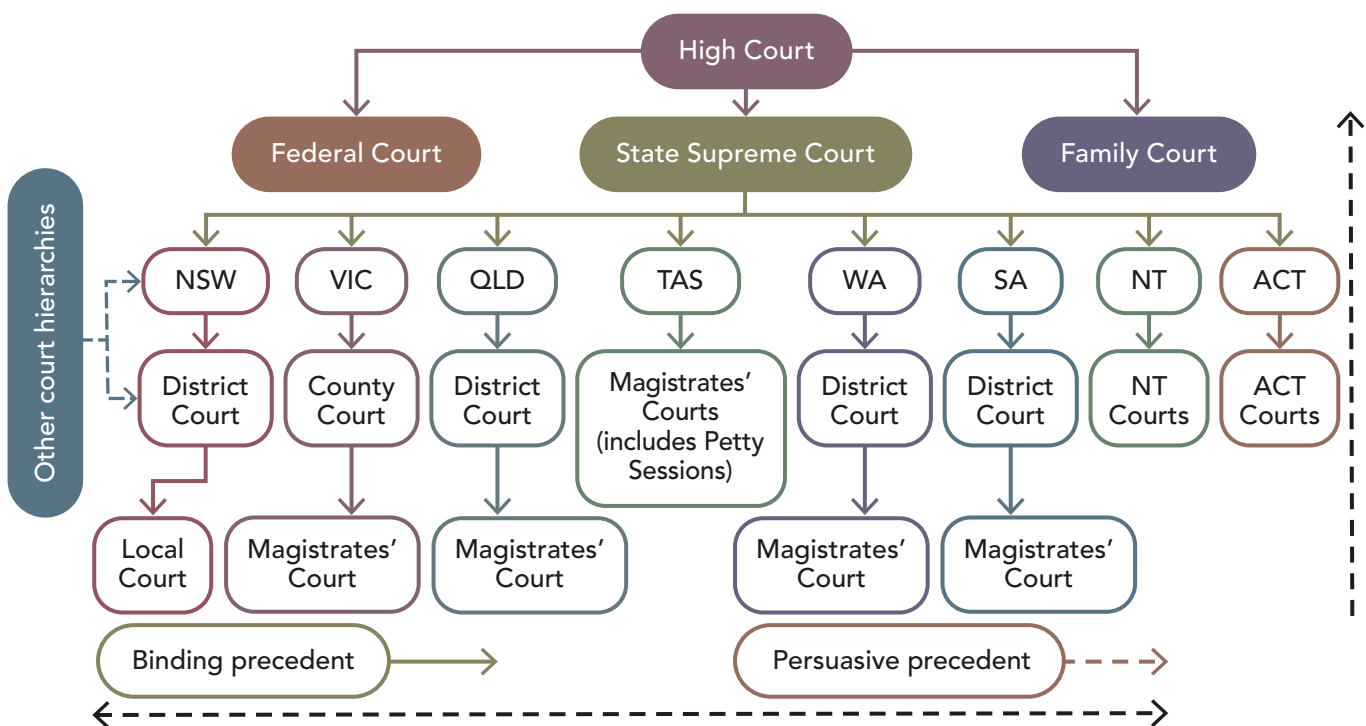 High Court
Federal Court
State Supreme Court
Family Court
Other court hierarchies
NSW
VIC
QLD
TAS
WA
SA
NT
ACT
District
Court
County
Court
District
Court
Magistrates’
Courts
(includes Petty
Sessions)
District
Court
District
Court
NT
Courts
ACT
Courts
Local
Court
Magistrates’
Court
Magistrates’
Court
Magistrates’
Court
Magistrates’
Court
Binding precedent
Persuasive precedent